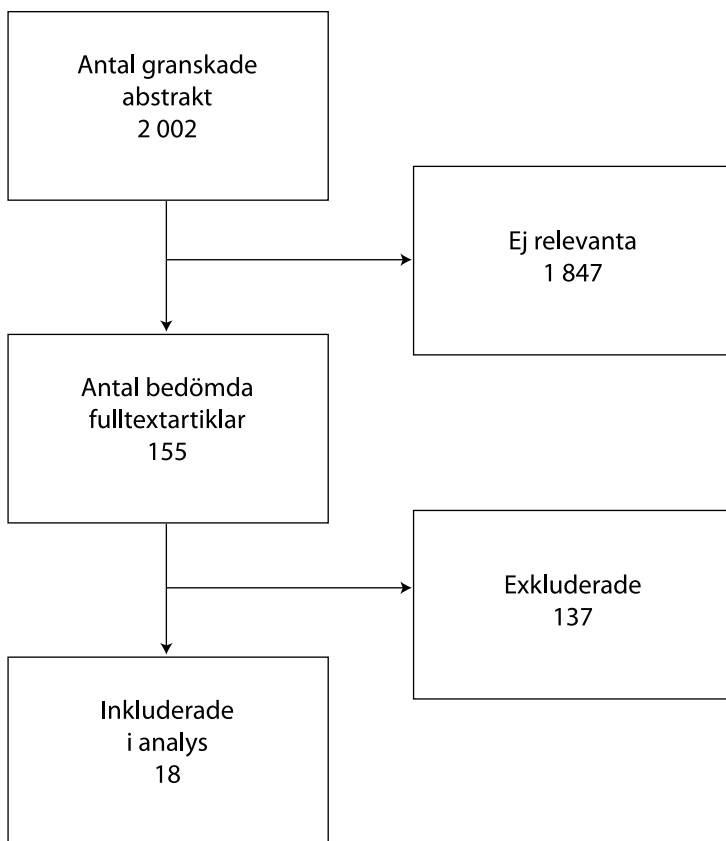 Antal granskade
abstrakt
2 002
Ej relevanta
1 847
Antal bedömda
fulltextartiklar
155
Exkluderade
137
Inkluderade
i analys
18